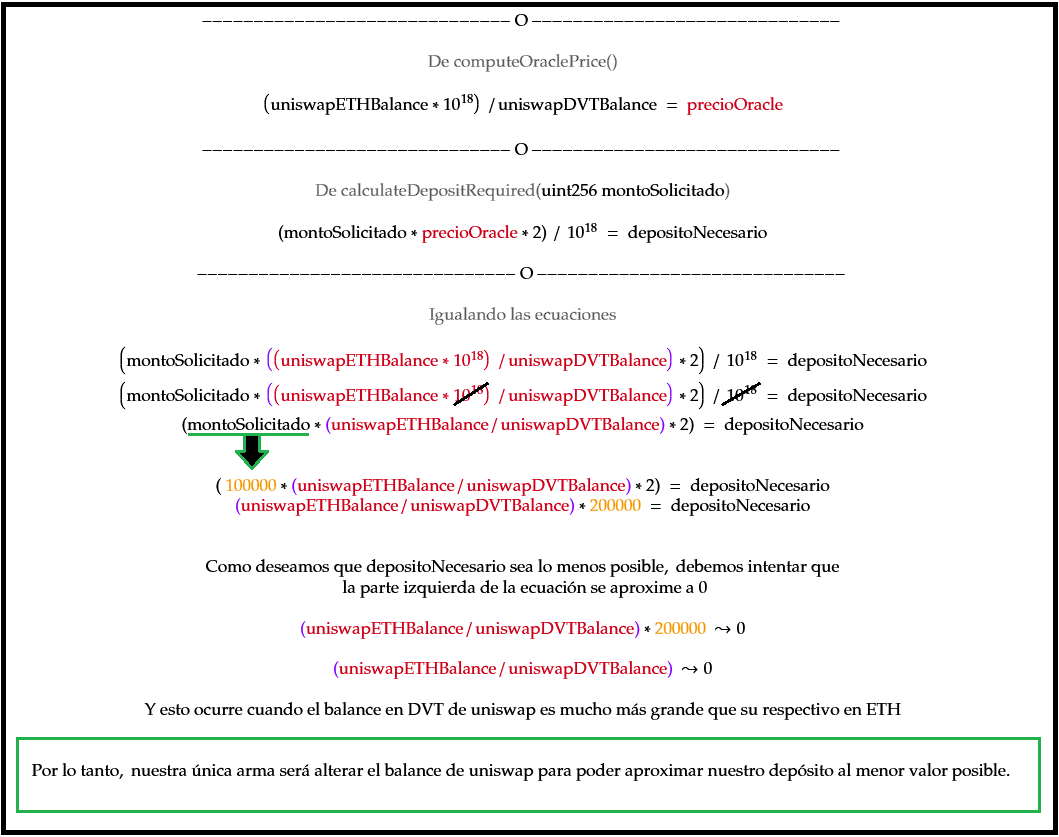 ------------------------------ O ------------------------------
De computeOraclePrice()
(uniswapETHBalance * 10^18) / uniswapDVTBalance = precioOracle
------------------------------ O ------------------------------
De calculateDepositRequired(uint256 montoSolicitado)
(montoSolicitado * precioOracle * 2) / 10^18 = depositoNecesario
------------------------------- O ------------------------------
Igualando las ecuaciones
(montoSolicitado * ((uniswapETHBalance * 10^18) / uniswapDVTBalance) * 2) / 10^18 = depositoNecesario
(montoSolicitado * ((uniswapETHBalance * 10^18) / uniswapDVTBalance) * 2) / 10^18 = depositoNecesario
(montoSolicitado * (uniswapETHBalance / uniswapDVTBalance) * 2) = depositoNecesario
( 100000 * (uniswapETHBalance / uniswapDVTBalance) * 2) = depositoNecesario
(uniswapETHBalance / uniswapDVTBalance) * 200000 = depositoNecesario
Como deseamos que depositoNecesario sea lo menos posible, debemos intentar que
la parte izquierda de la ecuación se aproxime a 0
(uniswapETHBalance / uniswapDVTBalance) * 200000 ↝ 0
(uniswapETHBalance / uniswapDVTBalance) ↝ 0
Y esto ocurre cuando el balance en DVT de uniswap es mucho más grande que su respectivo en ETH
Por lo tanto, nuestra única arma será alterar el balance de uniswap para poder aproximar nuestro depósito al menor valor posible.